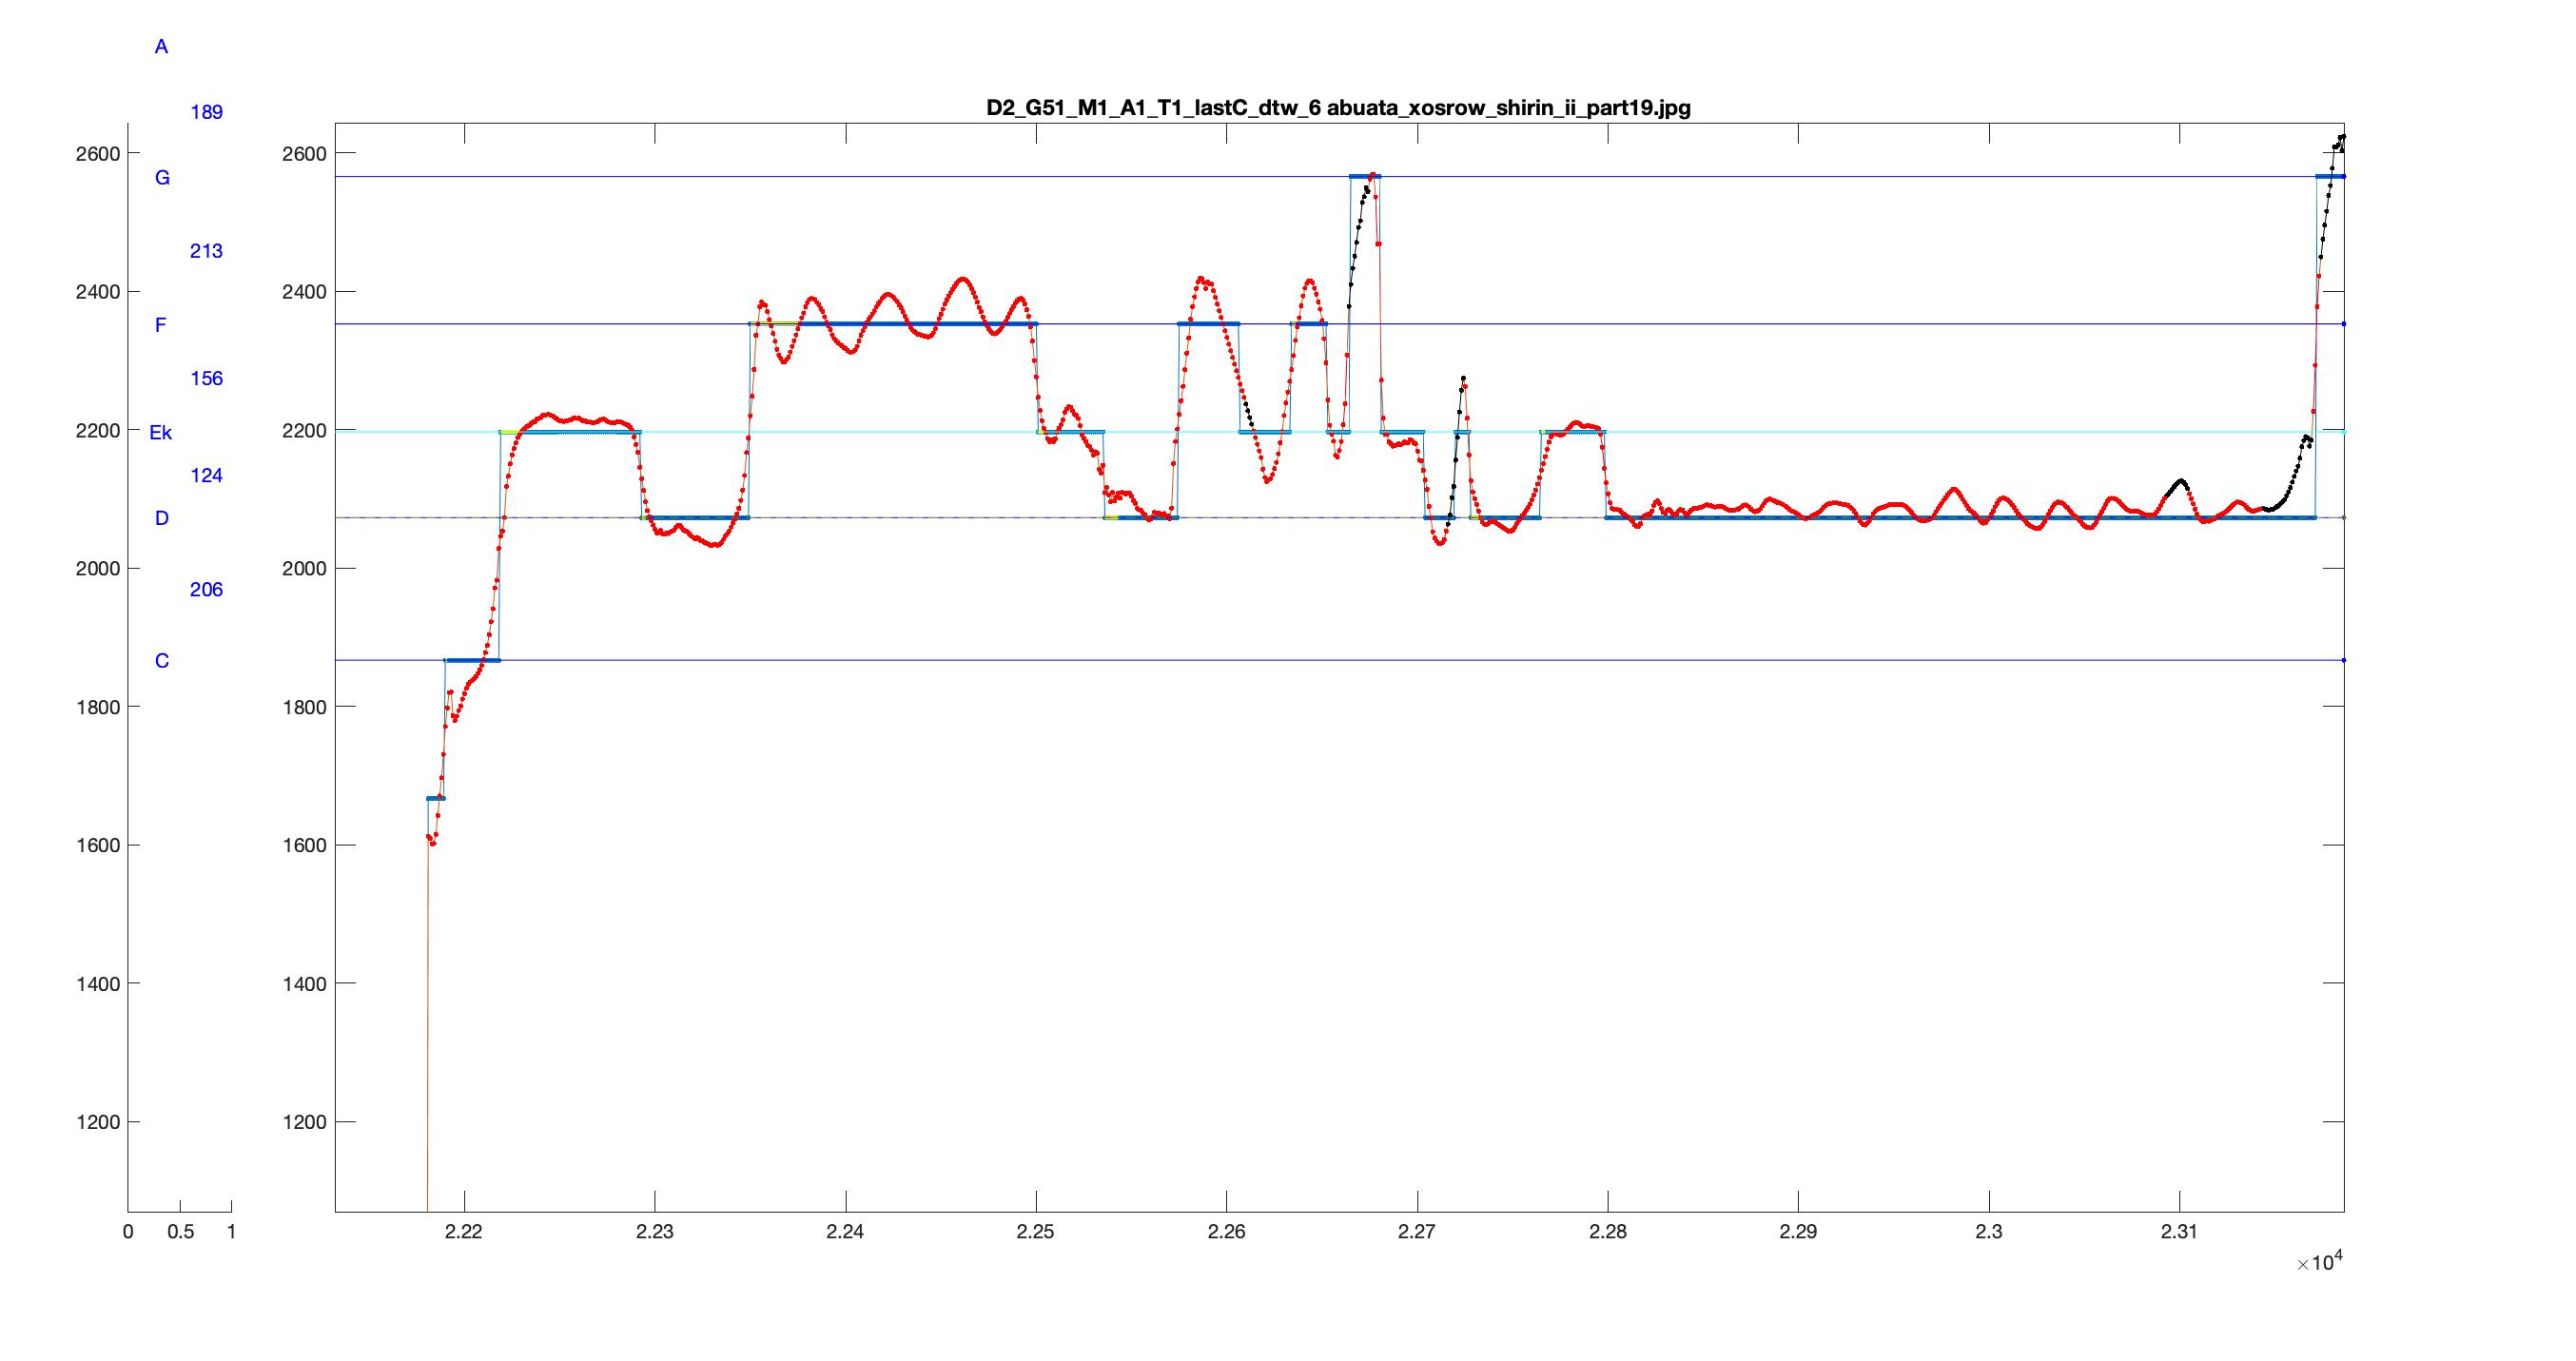 A
D2_G51_M1_A1_T1_lastC_dtw_6 abuata_xosrow_shirin_ii_part19.jpg
189
2600 2600
G
213
2400 2400
F
156
2200 Ek 2200
124
D
2000 2000
206
C
1800 1800
1600 1600
1400 1400
1200 1200
0 0.5 1 2.22 2.23 2.24 2.25 2.26 2.27 2.28 2.29 2.3 2.31
×10^4